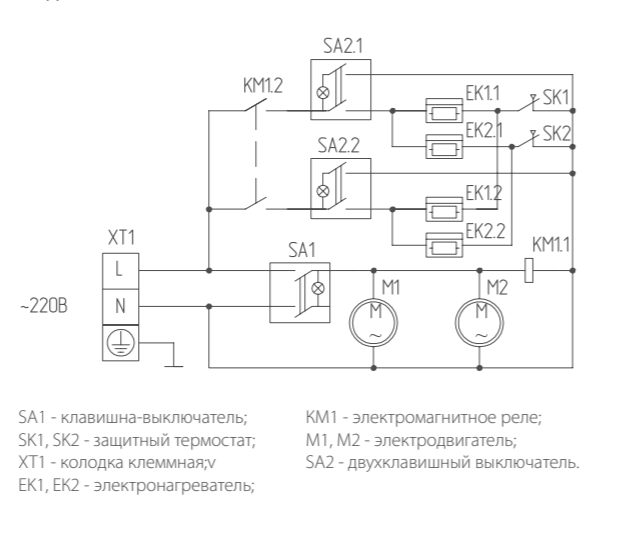 SA2.1
KM1.2
EK1.1
SK1
EK2.1
SK2
SA2.2
EK1.2
EK2.2
XT1
SA1
KM1.1
L
M1
M2
~220В
N
M
~
M
~
SA1 - клавишна-выключатель;
SK1, SK2 - защитный термостат;
XT1 - колодка клеммная;v
EK1, EK2 - электронагреватель;
KM1 - электромагнитное реле;
M1, M2 - электродвигатель;
SA2 - двухклавишный выключатель.